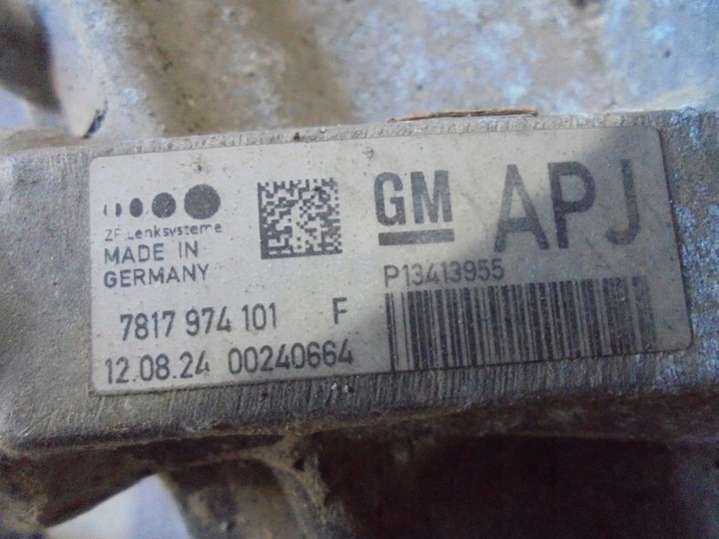 ZF Lenksysteme
MADE IN
GERMANY
7817 974 101 F
12.08.24 00240664
GM
APJ
P13413955